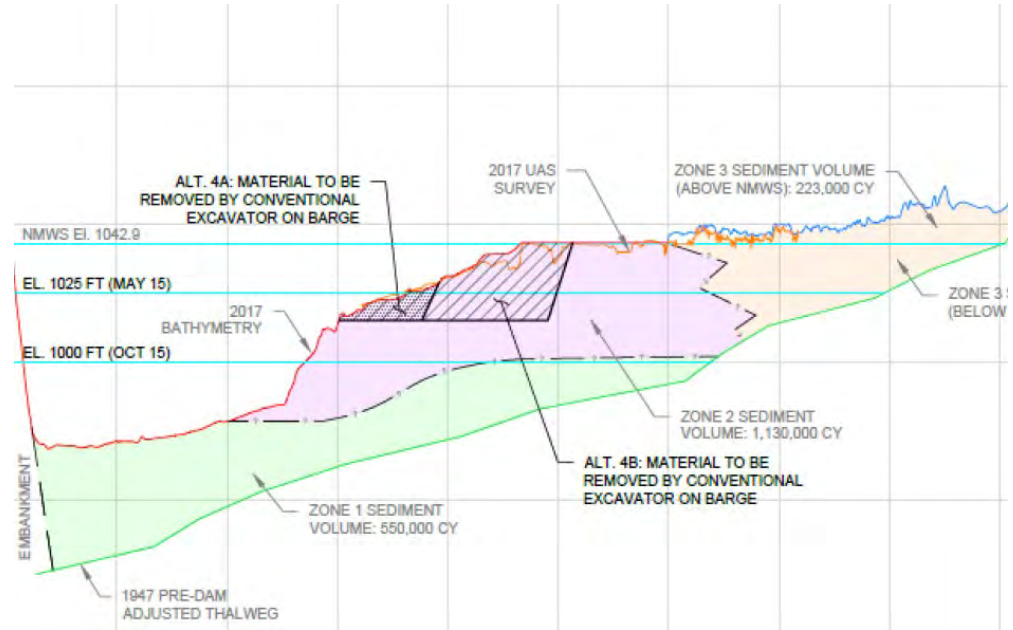 ALT. 4A: MATERIAL TO BE
REMOVED BY CONVENTIONAL
EXCAVATOR ON BARGE
2017 UAS
SURVEY
ZONE 3 SEDIMENT VOLUME
(ABOVE NMWS): 223,000 CY
NMWS El. 1042.9
EL. 1025 FT (MAY 15)
2017
BATHYMETRY
ZONE 3 S
(BELOW
EL. 1000 FT (OCT 15)
ZONE 2 SEDIMENT
VOLUME: 1,130,000 CY
ALT. 4B: MATERIAL TO BE
REMOVED BY CONVENTIONAL
EXCAVATOR ON BARGE
EMBANKMENT
ZONE 1 SEDIMENT
VOLUME: 550,000 CY
1947 PRE-DAM
ADJUSTED THALWEG